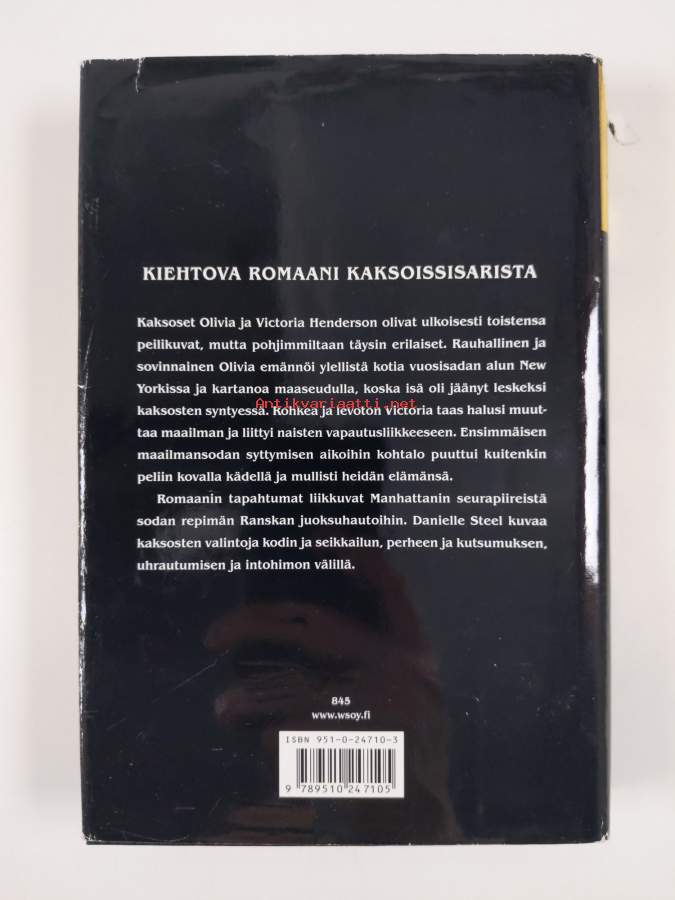 KIEHTOVA ROMAANI KAKSOISSISARISTA
Kaksoset Olivia ja Victoria Henderson olivat ulkoisesti toistensa
peilikuvat, mutta pohjimmiltaan täysin erilaiset. Rauhallinen ja
sovinnainen Olivia emännöi ylellistä kotia vuosisadan alun New
Yorkissa ja kartanoa maaseudulla, koska isä oli jäänyt leskeksi
Antikvariaatti.net
kaksosten syntyessä. Rohkea ja levoton Victoria taas halusi muut-
taa maailman ja liittyi naisten vapautusliikkeeseen. Ensimmäisen
maailmansodan syttymisen aikoihin kohtalo puuttui kuitenkin
peliin kovalla kädellä ja mullisti heidän elämänsä.
Romaanin tapahtumat liikkuvat Manhattanin seurapiireistä
sodan repimän Ranskan juoksuhautoihin. Danielle Steel kuvaa
kaksosten valintoja kodin ja seikkailun, perheen ja kutsumuksen,
uhrautumisen ja intohimon välillä.
845
www.wsoy.fi
ISBN 951-0-24710-3
9 789510 247105